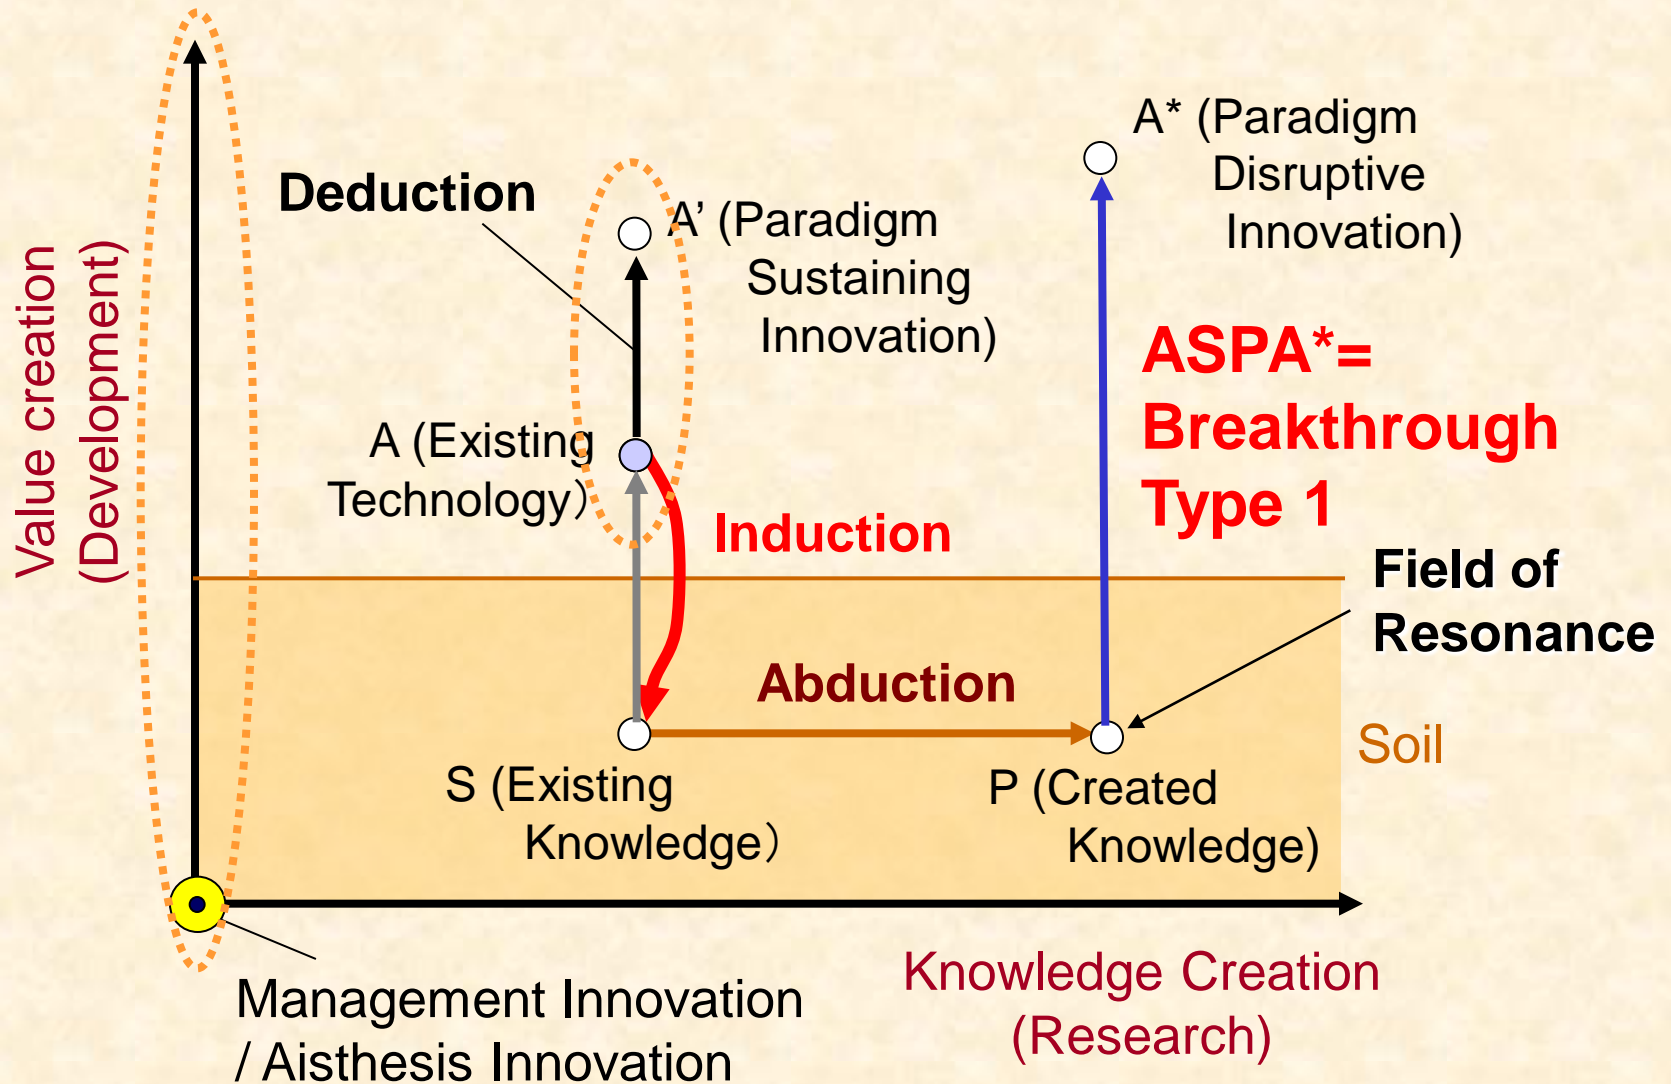 A* (Paradigm
Disruptive
Innovation)
Deduction
A’ (Paradigm
Sustaining
Innovation)
Value creation
(Development)
ASPA*=
Breakthrough
Type 1
A (Existing
Technology）
Induction
Field of
Resonance
Abduction
Soil
S (Existing
Knowledge）
P (Created
Knowledge)
Knowledge Creation
(Research)
Management Innovation
/ Aisthesis Innovation